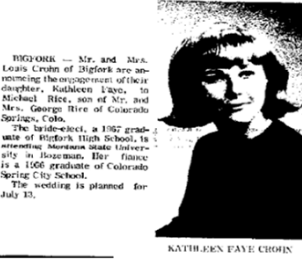 BIGFORK — Mr. and Mrs.
Louis Crohn of Bigfork are an-
nouncing the engagement of their
daughter, Kathleen Faye, to
Michael Rice, son of Mr. and
Mrs. George Rice of Colorado
Springs, Colo.
The bride-elect, a 1967 grad-
uate of Bigfork High School, is
attending Montana State Univer-
sity in Bozeman. Her fiance
is a 1966 graduate of Colorado
Spring City School.
The wedding is planned for
July 13.
KATHLEEN FAYE CROHN